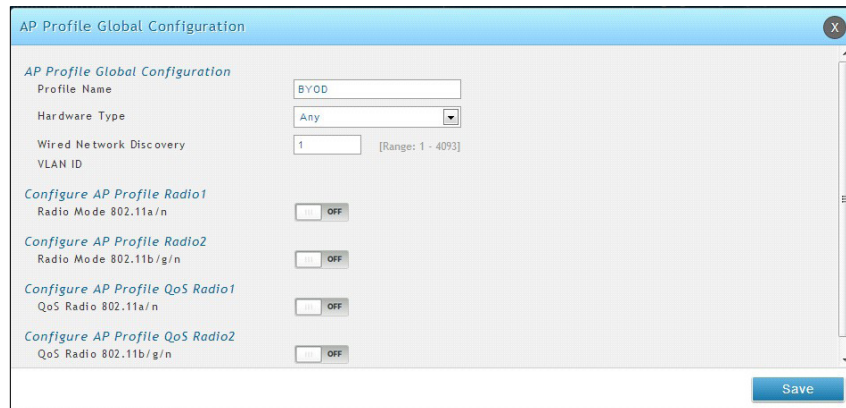 AP Profile Global Configuration
X
AP Profile Global Configuration
Profile Name
BYOD
Hardware Type
Any
Wired Network Discovery
VLAN ID
1
[Range: 1 - 4093]
Configure AP Profile Radio1
Radio Mode 802.11a/n
OFF
Configure AP Profile Radio2
Radio Mode 802.11b/g/n
OFF
Configure AP Profile QoS Radio1
QoS Radio 802.11a/n
OFF
Configure AP Profile QoS Radio2
QoS Radio 802.11b/g/n
OFF
Save